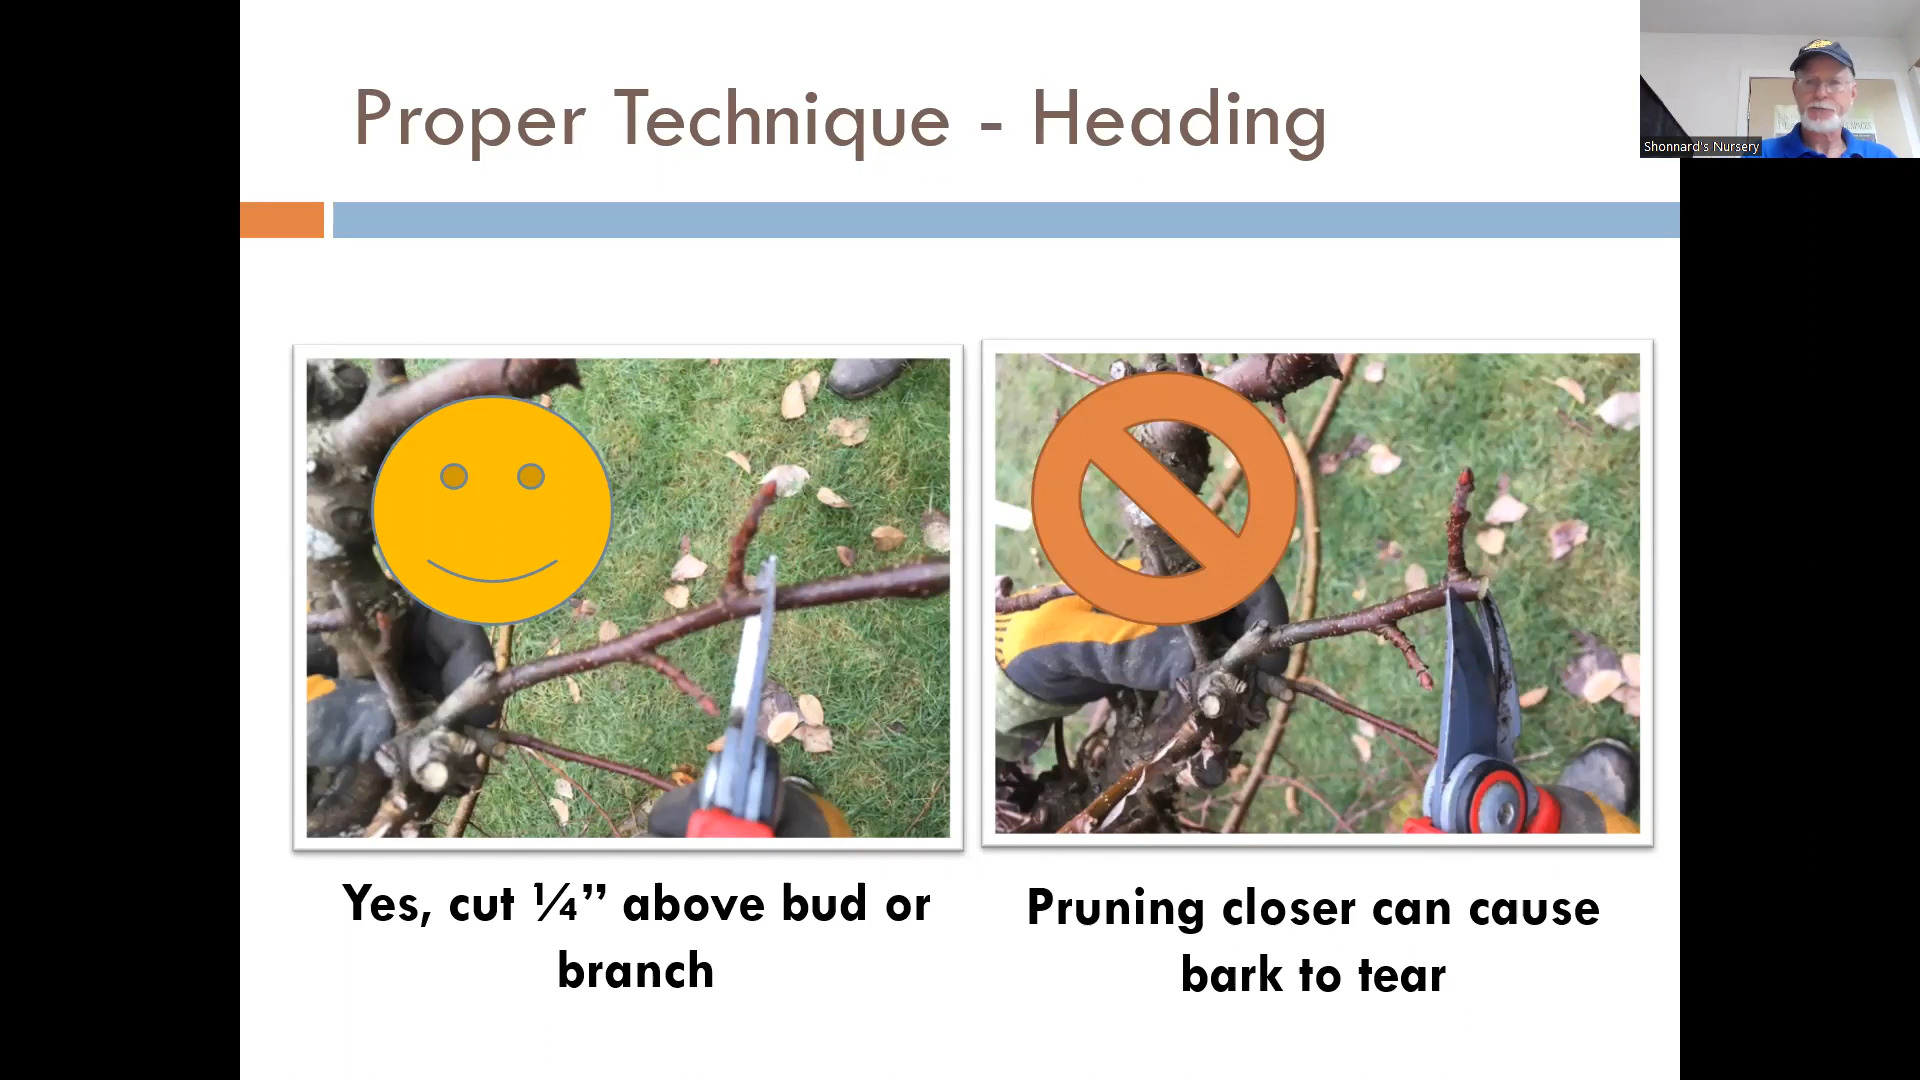 Proper Technique - Heading
Shonnard's Nursery
Yes, cut ¼” above bud or
branch
Pruning closer can cause
bark to tear